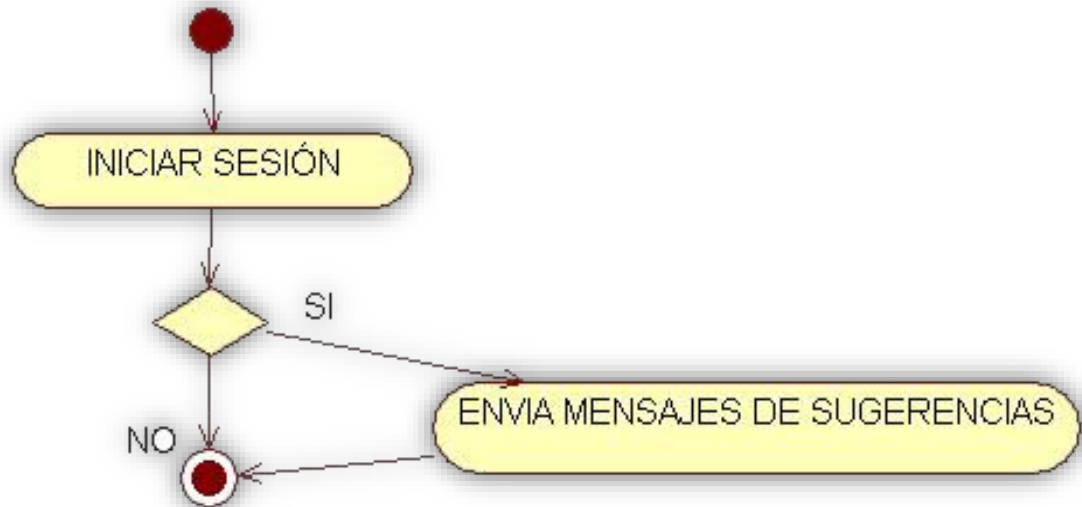 INICIAR SESIÓN
SI
ENVIA MENSAJES DE SUGERENCIAS
NO